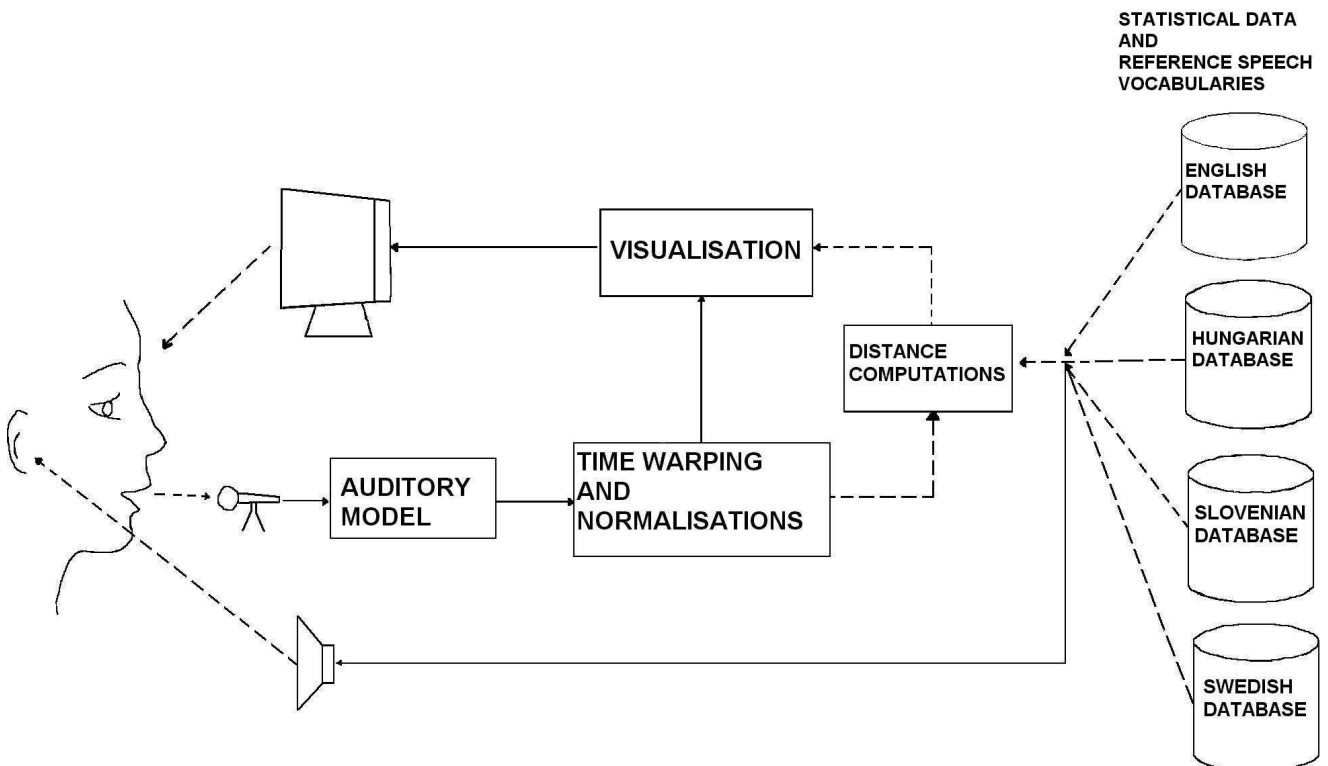 STATISTICAL DATA
AND
REFERENCE SPEECH
VOCABULARIES
ENGLISH
DATABASE
VISUALISATION
HUNGARIAN
DATABASE
DISTANCE
COMPUTATIONS
AUDITORY
MODEL
TIME WARPING
AND
NORMALISATIONS
SLOVENIAN
DATABASE
SWEDISH
DATABASE